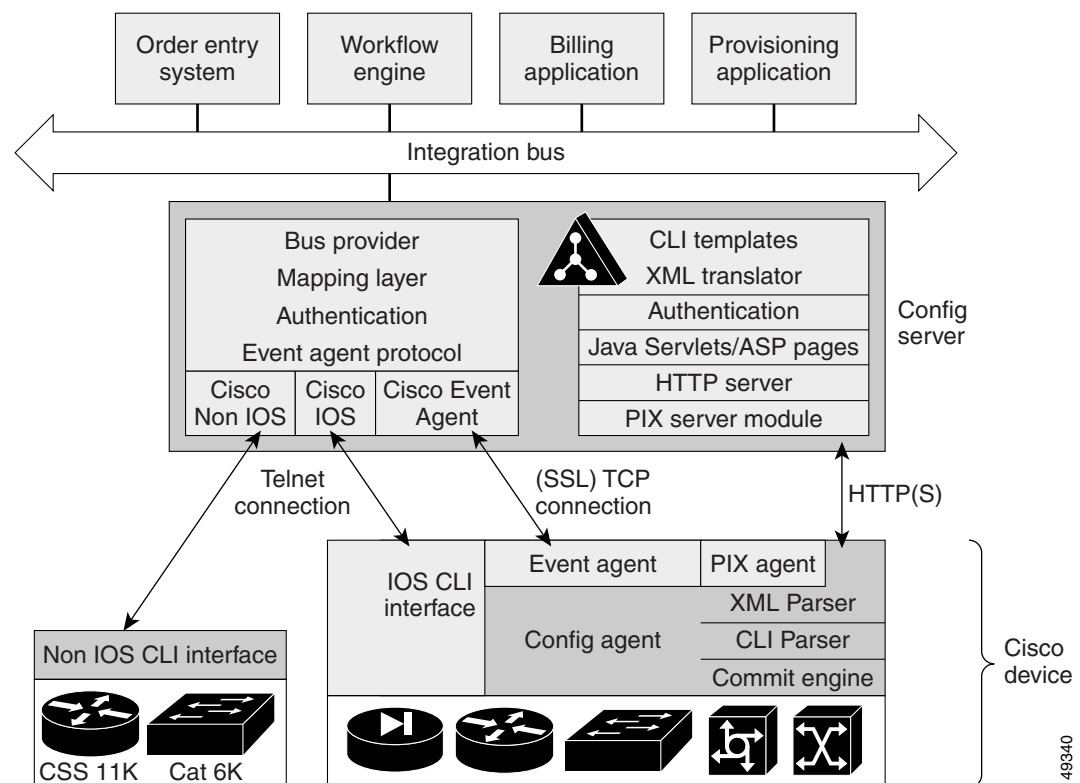 Order entry
system
Workflow
engine
Billing
application
Provisioning
application
Integration bus
Bus provider
Mapping layer
Authentication
Event agent protocol
Cisco
Non IOS
Cisco
IOS
Cisco Event
Agent
CLI templates
XML translator
Authentication
Java Servlets/ASP pages
HTTP server
PIX server module
Config
server
Telnet
connection
(SSL) TCP
connection
HTTP(S)
IOS CLI
interface
Event agent
PIX agent
Config agent
XML Parser
CLI Parser
Commit engine
Cisco
device
Non IOS CLI interface
CSS 11K
Cat 6K
49340